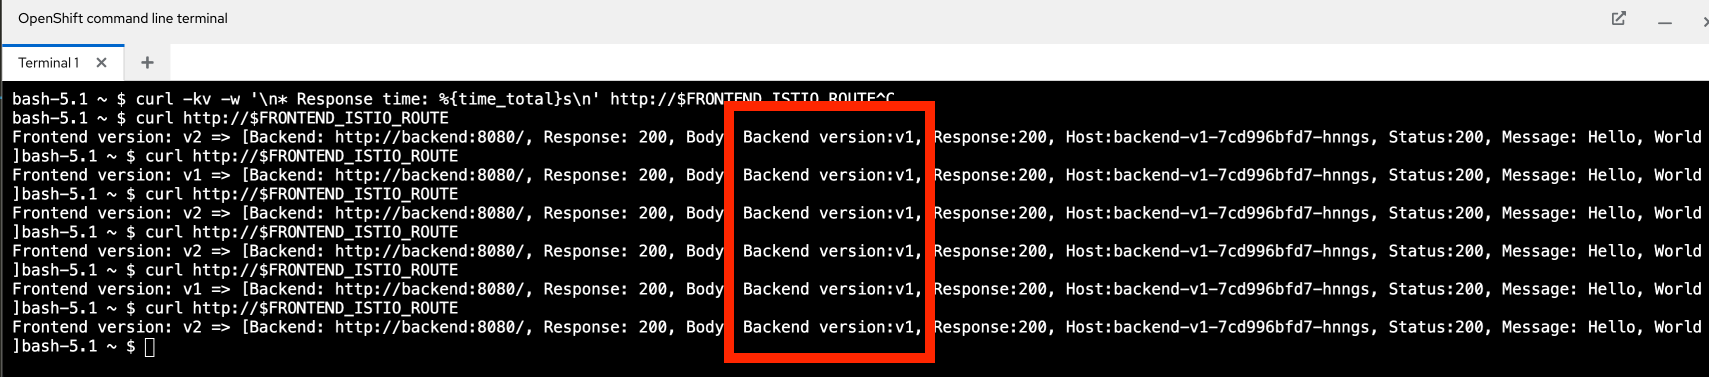 OpenShift command line terminal
Terminal 1
bash-5.1 ~ $ curl -kv -w '\n* Response time: %{time_total}s\n' http://$FRONTEND_ISTIO_ROUTE^C
bash-5.1 ~ $ curl http://$FRONTEND_ISTIO_ROUTE
Frontend version: v2 => [Backend: http://backend:8080/, Response: 200, Body Backend version:v1, Response:200, Host:backend-v1-7cd996bfd7-hnngs, Status:200, Message: Hello, World
]bash-5.1 ~ $ curl http://$FRONTEND_ISTIO_ROUTE
Frontend version: v1 => [Backend: http://backend:8080/, Response: 200, Body Backend version:v1, Response:200, Host:backend-v1-7cd996bfd7-hnngs, Status:200, Message: Hello, World
]bash-5.1 ~ $ curl http://$FRONTEND_ISTIO_ROUTE
Frontend version: v2 => [Backend: http://backend:8080/, Response: 200, Body Backend version:v1, Response:200, Host:backend-v1-7cd996bfd7-hnngs, Status:200, Message: Hello, World
]bash-5.1 ~ $ curl http://$FRONTEND_ISTIO_ROUTE
Frontend version: v2 => [Backend: http://backend:8080/, Response: 200, Body Backend version:v1, Response:200, Host:backend-v1-7cd996bfd7-hnngs, Status:200, Message: Hello, World
]bash-5.1 ~ $ curl http://$FRONTEND_ISTIO_ROUTE
Frontend version: v1 => [Backend: http://backend:8080/, Response: 200, Body Backend version:v1, Response:200, Host:backend-v1-7cd996bfd7-hnngs, Status:200, Message: Hello, World
]bash-5.1 ~ $ curl http://$FRONTEND_ISTIO_ROUTE
Frontend version: v2 => [Backend: http://backend:8080/, Response: 200, Body Backend version:v1, Response:200, Host:backend-v1-7cd996bfd7-hnngs, Status:200, Message: Hello, World
]bash-5.1 ~ $